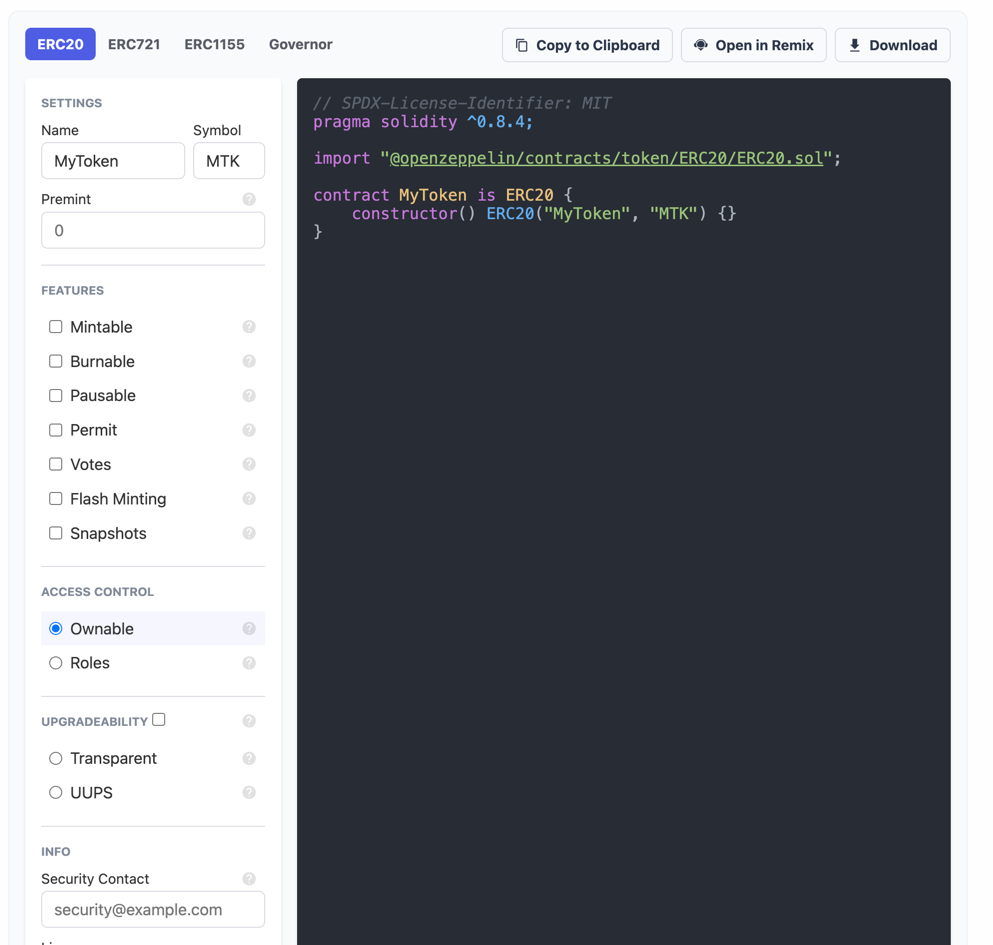 ERC20 ERC721 ERC1155 Governor Copy to Clipboard Open in Remix Download
SETTINGS
Name Symbol
MyToken MTK
Premint ?
0
FEATURES
Mintable ?
Burnable ?
Pausable ?
Permit ?
Votes ?
Flash Minting ?
Snapshots ?
ACCESS CONTROL
Ownable ?
Roles ?
UPGRADEABILITY ?
Transparent ?
UUPS ?
INFO
Security Contact ?
security@example.com
// SPDX-License-Identifier: MIT
pragma solidity ^0.8.4;
import "@openzeppelin/contracts/token/ERC20/ERC20.sol";
contract MyToken is ERC20 {
    constructor() ERC20("MyToken", "MTK") {}
}